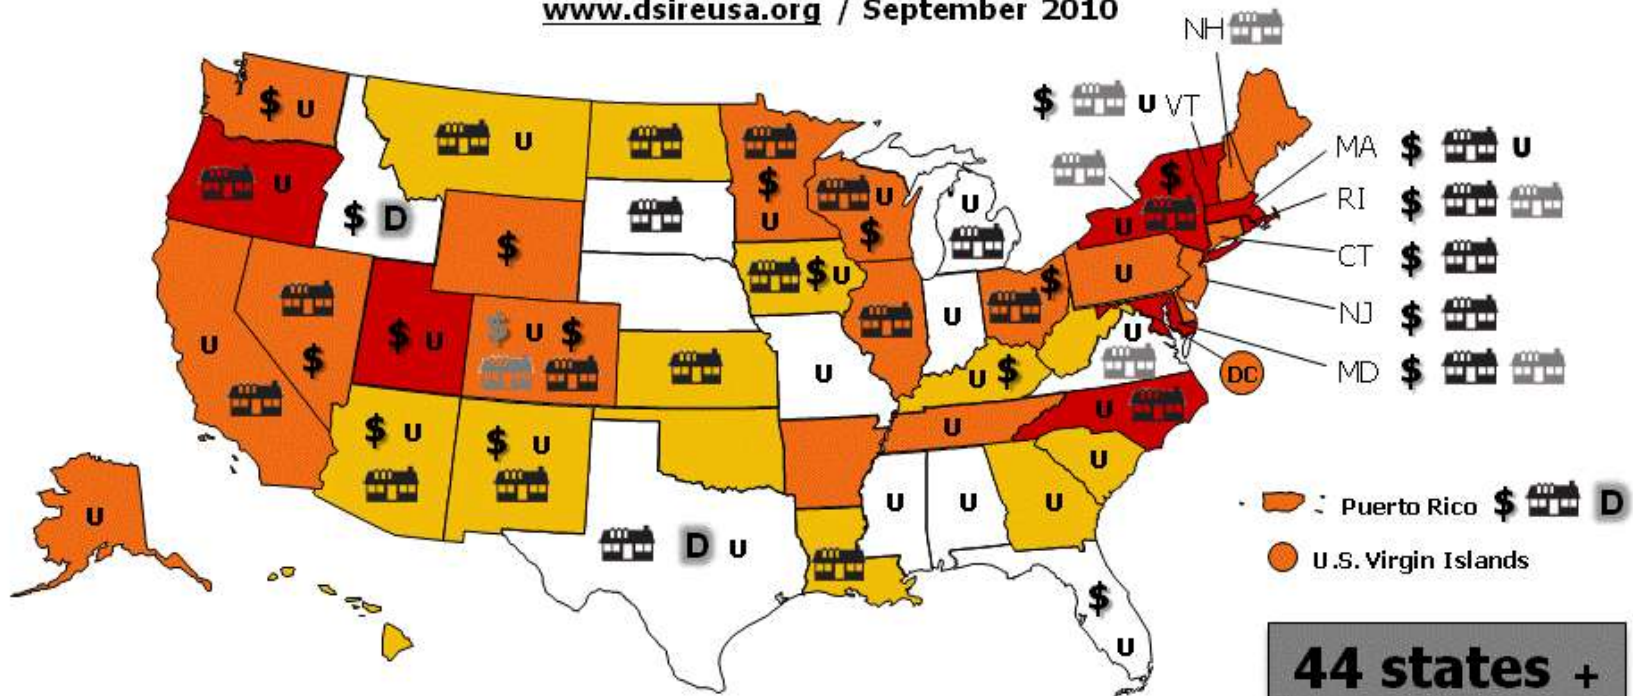 www.dsireusa.org / September 2010
NH
$ U VT
$ U
U
MA $ U
U
$
$
U
U
RI $
$ D
U
$
U
U
$
CT $
$
U
$
$ U
U
NJ $
U
$ U
$ U $
U
$
U
U $
DC
MD $
U
$ U
$ U
U
U
U
U
U
U
Puerto Rico $ D
D U
U.S. Virgin Islands
$
U
44 states +